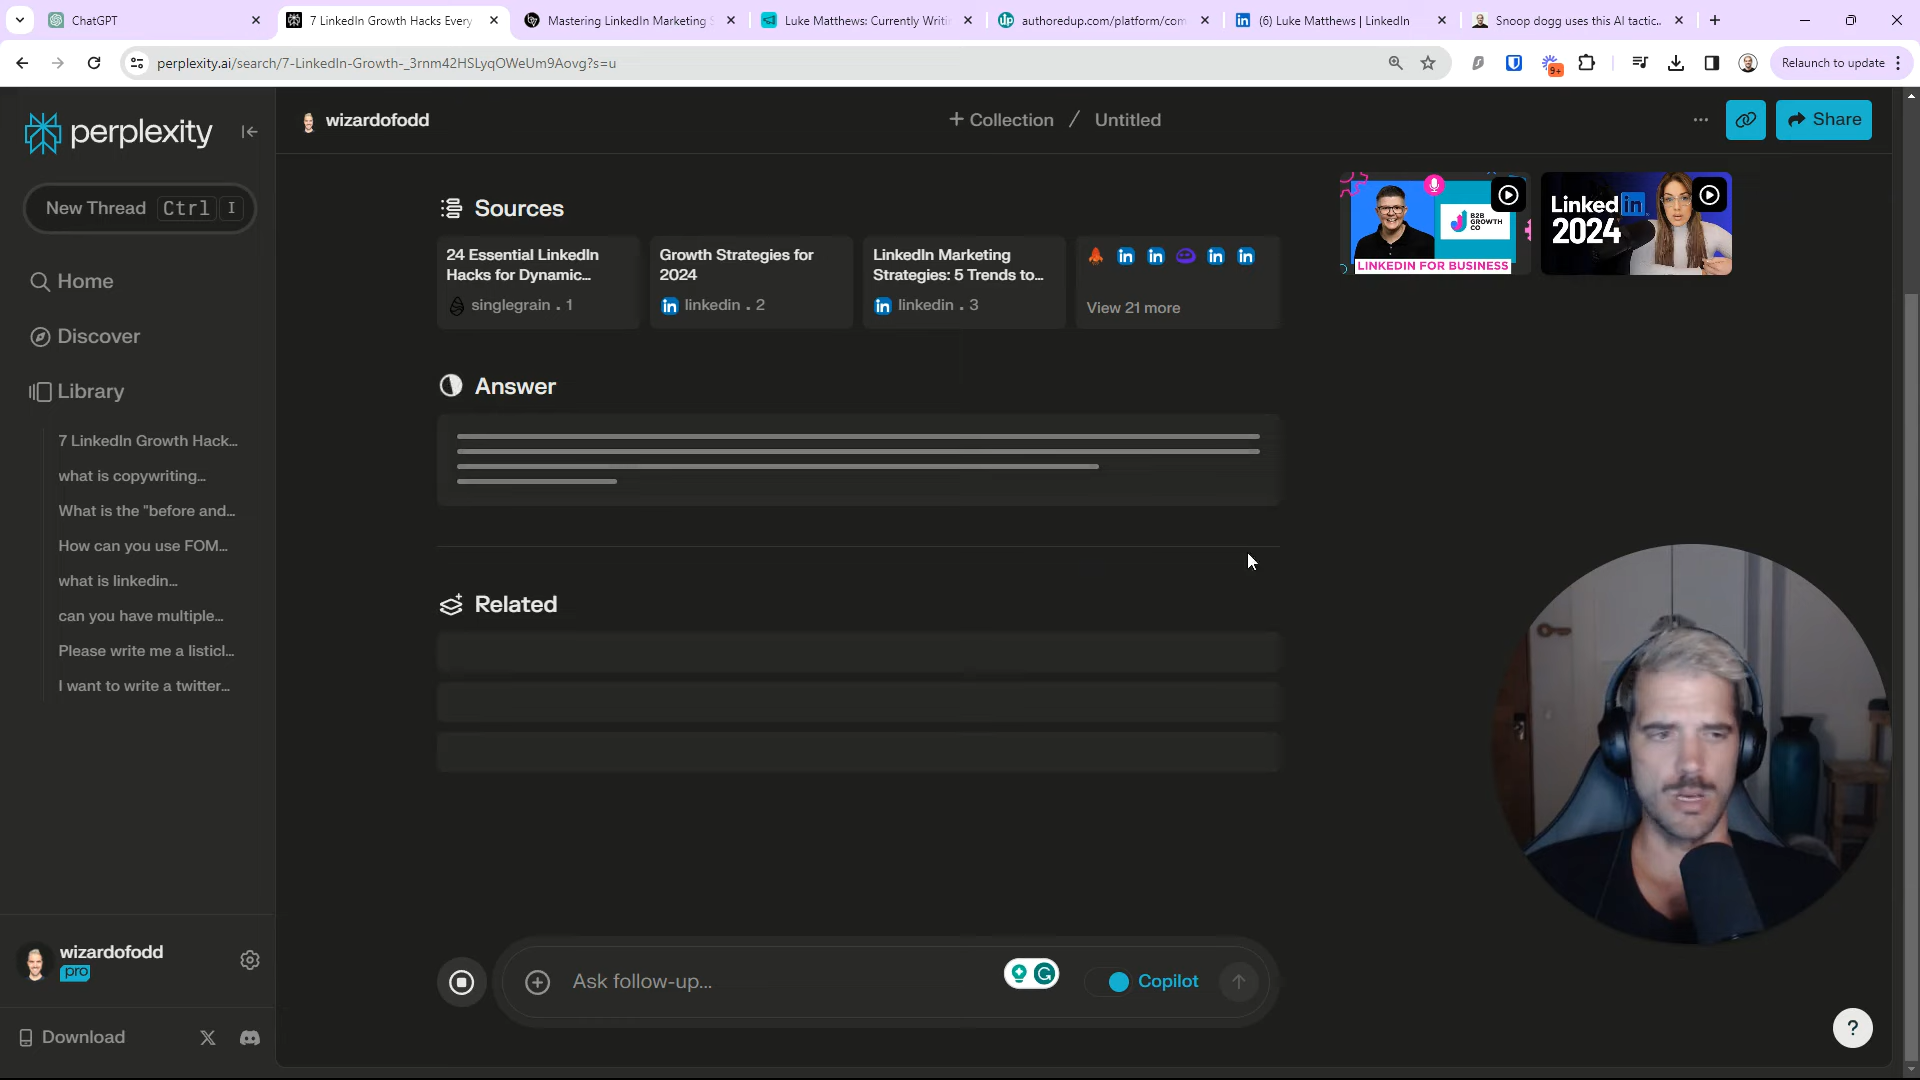 ChatGPT
7 LinkedIn Growth Hacks Every
Mastering LinkedIn Marketing S
Luke Matthews: Currently Writi
authoredup.com/platform/com
(6) Luke Matthews | LinkedIn
Snoop dogg uses this AI tactic..
perplexity.ai/search/7-LinkedIn-Growth-_3rnm42HSLyqOWeUm9Aovg?s=u
9+
Relaunch to update
perplexity
New Thread Ctrl I
Home
Discover
Library
7 LinkedIn Growth Hack...
what is copywriting...
What is the "before and...
How can you use FOM...
what is linkedin...
can you have multiple...
Please write me a listicl...
I want to write a twitter...
wizardofodd
pro
Download
wizardofodd
+ Collection / Untitled
Share
Sources
24 Essential LinkedIn
Hacks for Dynamic...
singlegrain . 1
Growth Strategies for
2024
linkedin . 2
LinkedIn Marketing
Strategies: 5 Trends to...
linkedin . 3
View 21 more
B2B
GROWTH
CO
LINKEDIN FOR BUSINESS
Linked in
2024
Answer
Related
Ask follow-up...
Copilot
?